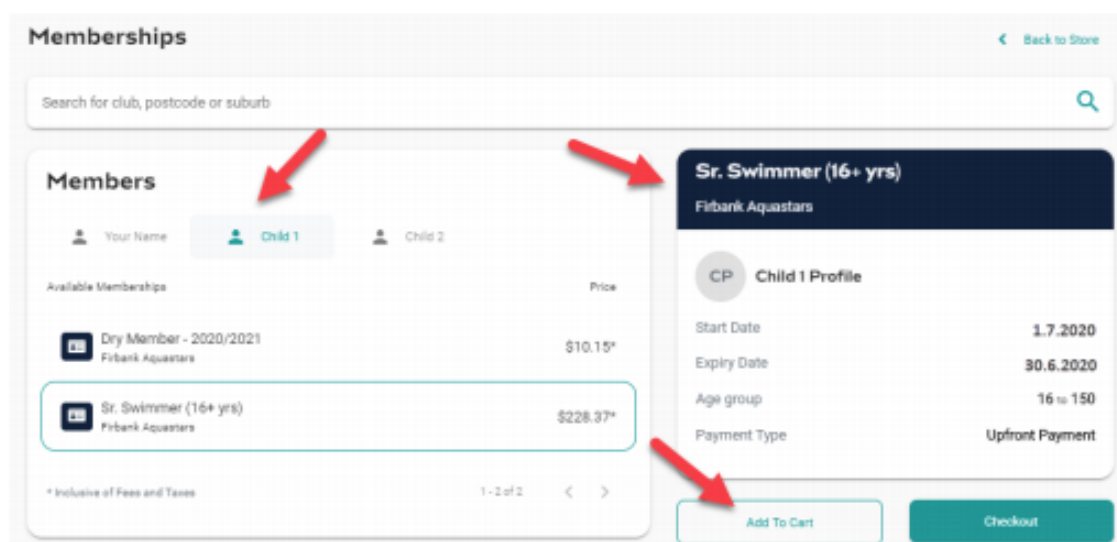 Memberships
Back to Store
Search for club, postcode or suburb
Members
Your Name
Child 1
Child 2
Available Memberships
Price
Dry Member - 2020/2021
Firbank Aquastars
$10.15*
Sr. Swimmer (16+ yrs)
Firbank Aquastars
$228.37*
* Inclusive of Fees and Taxes
1 - 2 of 2
Sr. Swimmer (16+ yrs)
Firbank Aquastars
CP
Child 1 Profile
Start Date
1.7.2020
Expiry Date
30.6.2020
Age group
16 to 150
Payment Type
Upfront Payment
Add To Cart
Checkout